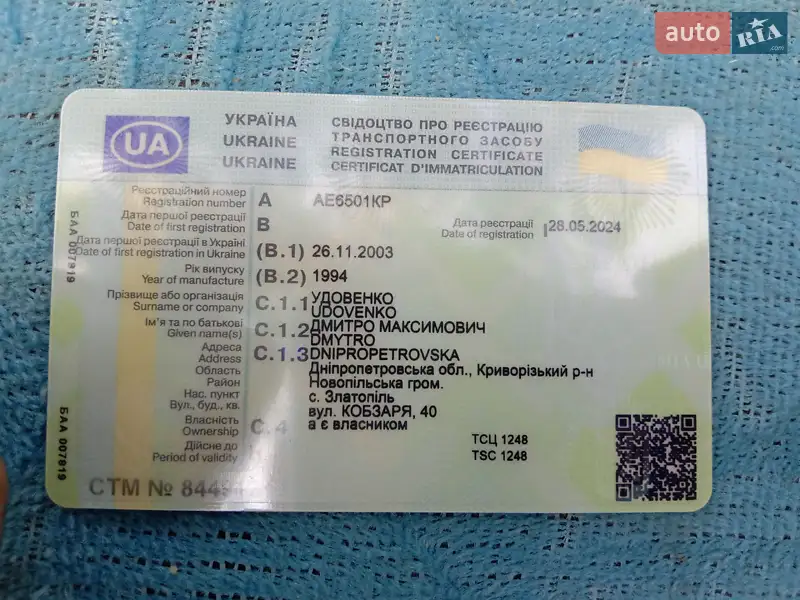 auto RIA.com
УКРАЇНА СВІДОЦТВО ПРО РЕЄСТРАЦІЮ
UKRAINE ТРАНСПОРТНОГО ЗАСОБУ
UKRAINE REGISTRATION CERTIFICATE
CERTIFICAT D'IMMATRICULATION
UA
Реєстраційний номер
Registration number A AE6501KP
Дата першої реєстрації
Date of first registration B
Дата реєстрації
Date of registration 28.05.2024
Дата першої реєстрації в Україні
Date of first registration in Ukraine (B.1) 26.11.2003
Рік випуску
Year of manufacture (B.2) 1994
Прізвище або організація
Surname or company C.1.1 УДОВЕНКО
UDOVENKO
Ім'я та по батькові
Given name(s) C.1.2 ДМИТРО МАКСИМОВИЧ
DMYTRO
Адреса
Address C.1.3 DNIPROPETROVSKA
Область Дніпропетровська обл., Криворізький р-н
Район Новопільська гром.
Нас. пункт с. Златопіль
Вул., буд., кв. вул. КОБЗАРЯ, 40
Власність
Ownership C.4 а є власником
Дійсне до
Period of validity
ТСЦ 1248
TSC 1248
СТМ №
БАА 007819
БАА 007819